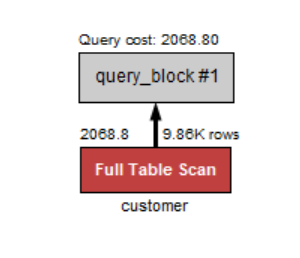 Query cost: 2068.80
query_block #1
2068.8 9.86K rows
Full Table Scan
customer